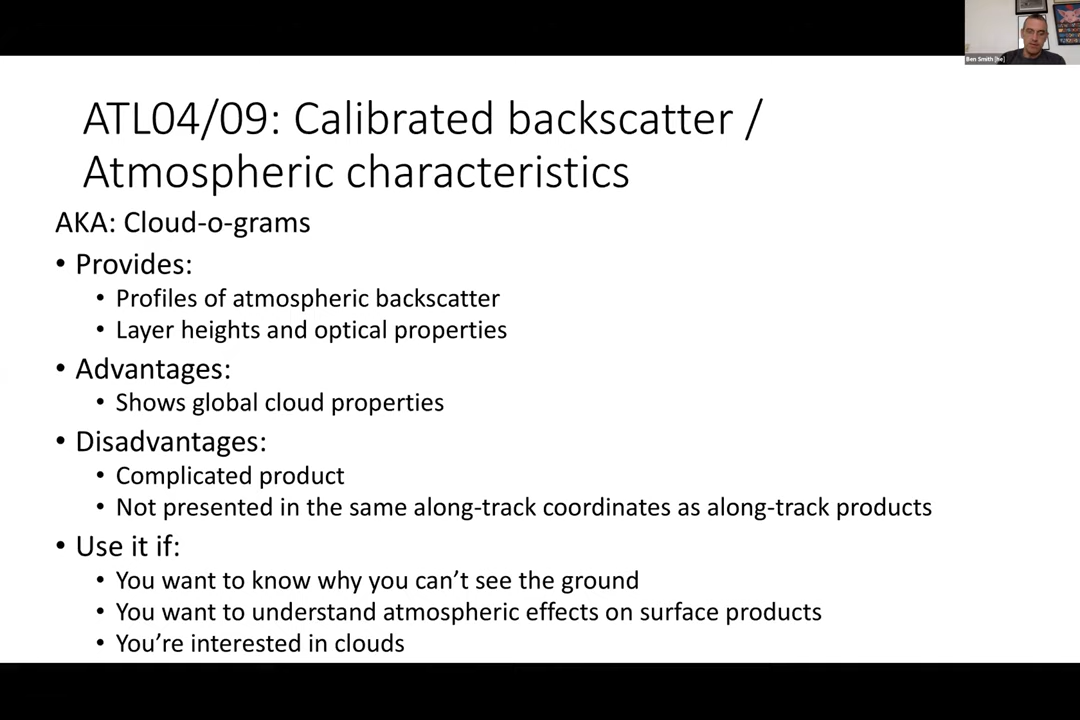 Ben Smith [he]
ATL04/09: Calibrated backscatter /
Atmospheric characteristics
AKA: Cloud-o-grams
• Provides:
• Profiles of atmospheric backscatter
• Layer heights and optical properties
• Advantages:
• Shows global cloud properties
• Disadvantages:
• Complicated product
• Not presented in the same along-track coordinates as along-track products
• Use it if:
• You want to know why you can’t see the ground
• You want to understand atmospheric effects on surface products
• You’re interested in clouds